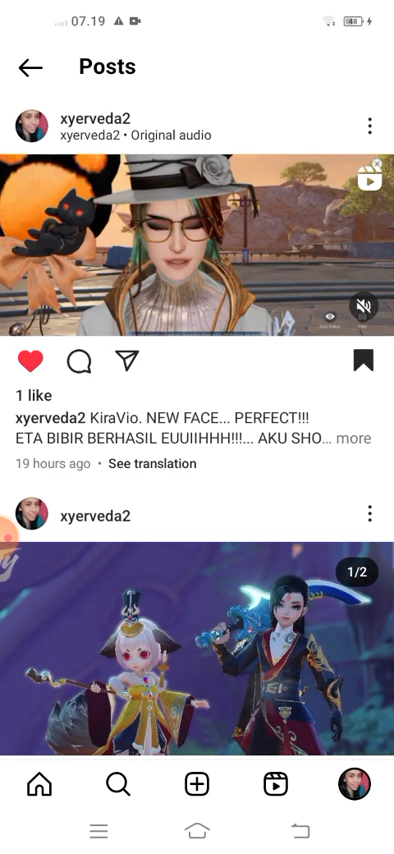 07.19
48
Posts
xyerveda2
xyerveda2 • Original audio
1 like
xyerveda2 KiraVio. NEW FACE... PERFECT!!!
ETA BIBIR BERHASIL EUUIIHHH!!!... AKU SHO... more
19 hours ago • See translation
xyerveda2
y
1/2